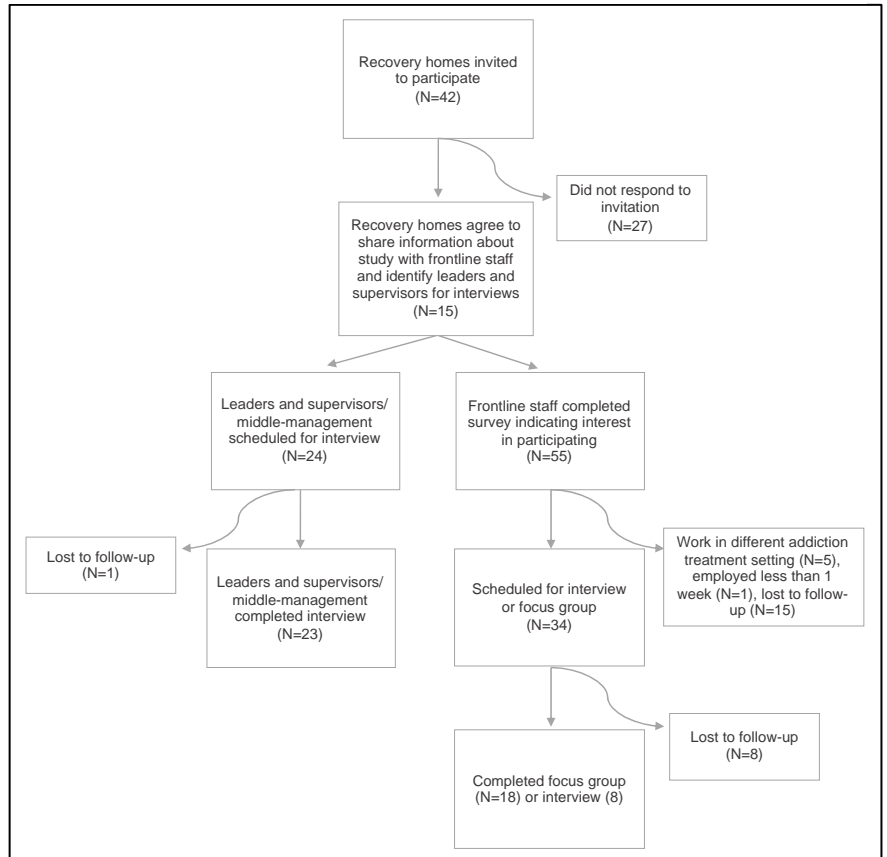 Recovery homes invited
to participate
(N=42)
Did not respond to
invitation
(N=27)
Recovery homes agree to
share information about
study with frontline staff
and identify leaders and
supervisors for interviews
(N=15)
Leaders and supervisors/
middle-management
scheduled for interview
(N=24)
Frontline staff completed
survey indicating interest
in participating
(N=55)
Lost to follow-up
(N=1)
Leaders and supervisors/
middle-management
completed interview
(N=23)
Scheduled for interview
or focus group
(N=34)
Work in different addiction
treatment setting (N=5),
employed less than 1
week (N=1), lost to follow-
up (N=15)
Lost to follow-up
(N=8)
Completed focus group
(N=18) or interview (8)